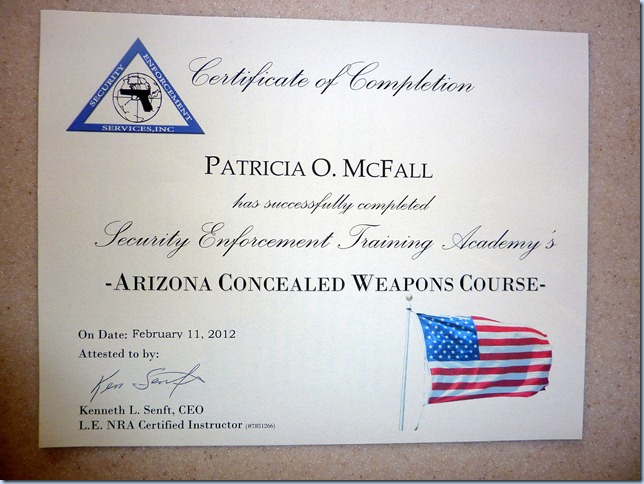 SECURITY ENFORCEMENT
SERVICES, INC
Certificate of Completion
PATRICIA O. MCFALL
has successfully completed
Security Enforcement Training Academy's
-ARIZONA CONCEALED WEAPONS COURSE-
On Date: February 11, 2012
Attested to by:
Ken Senft
Kenneth L. Senft, CEO
L.E. NRA Certified Instructor (#7851266)